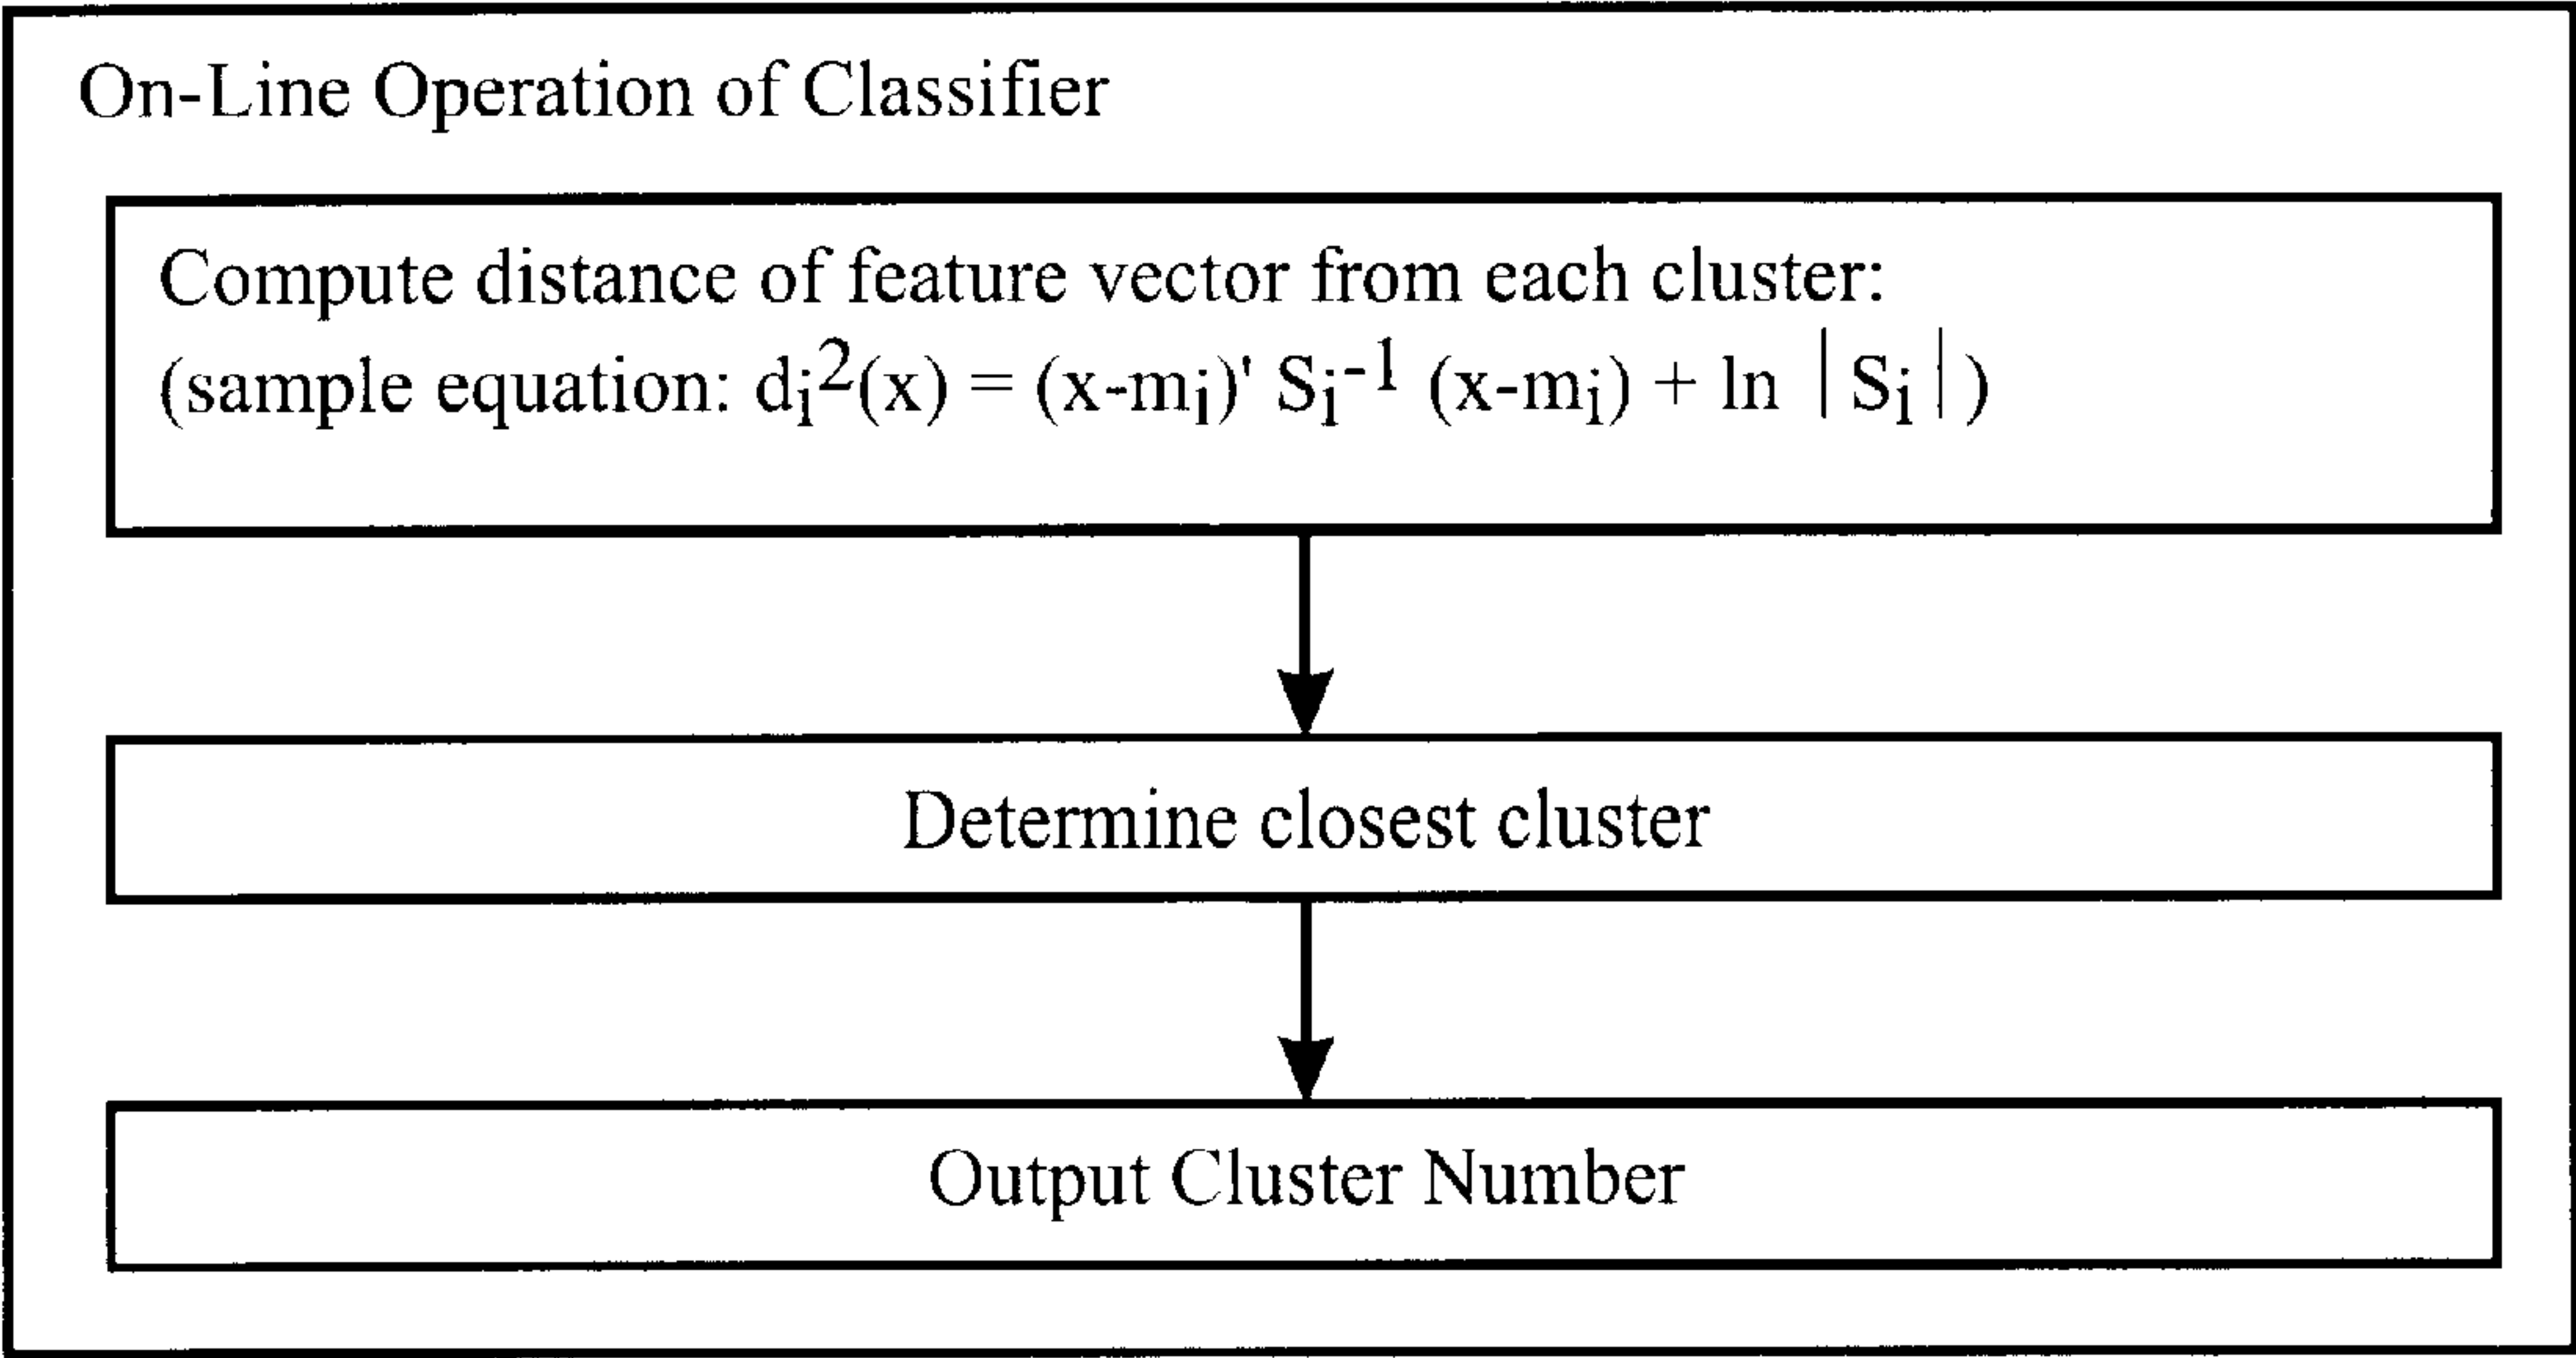 On-Line Operation of Classifier
Compute distance of feature vector from each cluster:
(sample equation: dᵢ²(x) = (x-mᵢ)' Sᵢ⁻¹ (x-mᵢ) + ln |Sᵢ|)
Determine closest cluster
Output Cluster Number